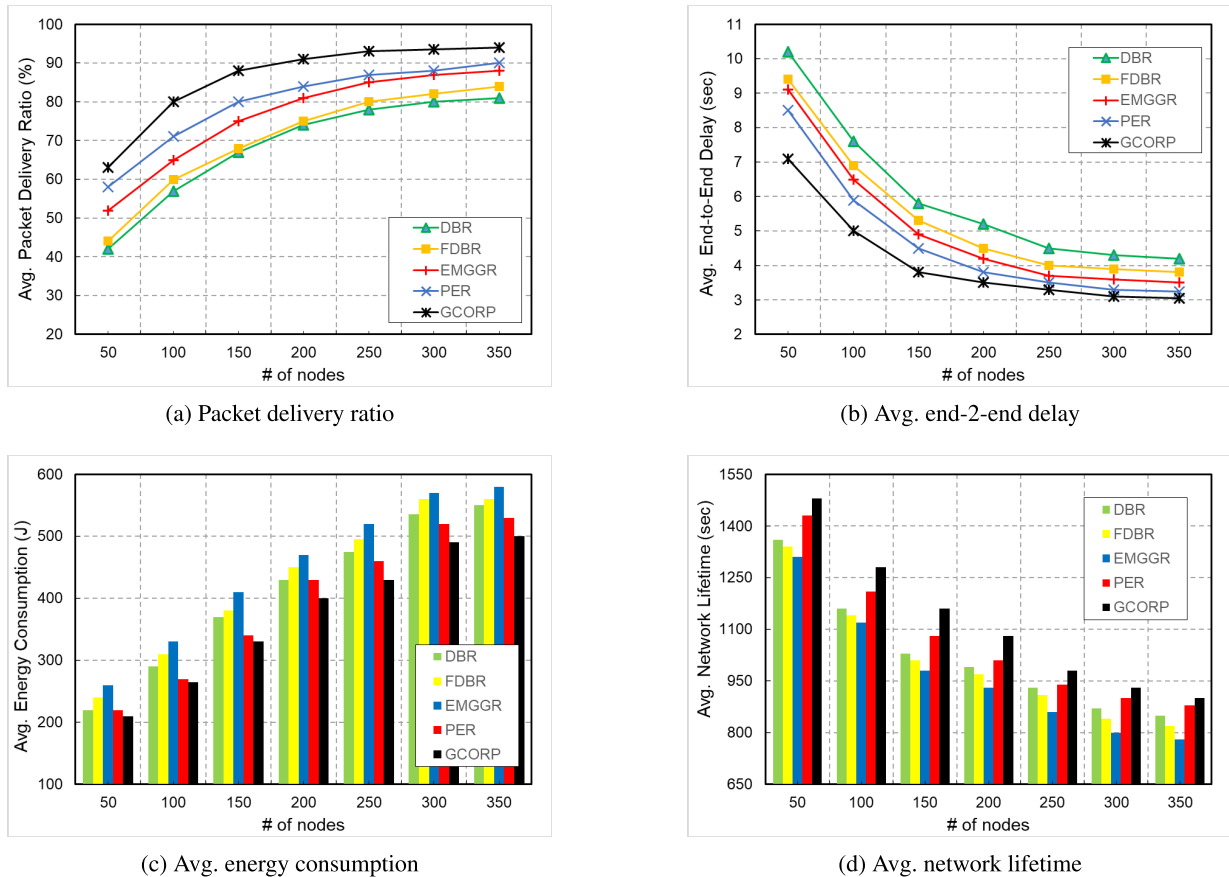 100
90
80
70
60
50
40
30
20
Avg. Packet Delivery Ratio (%)
DBR
FDBR
EMGGR
PER
GCORP
50 100 150 200 250 300 350
# of nodes
(a) Packet delivery ratio
11
10
9
8
7
6
5
4
3
2
Avg. End-to-End Delay (sec)
DBR
FDBR
EMGGR
PER
GCORP
50 100 150 200 250 300 350
# of nodes
(b) Avg. end-2-end delay
600
500
400
300
200
100
Avg. Energy Consumption (J)
DBR
FDBR
EMGGR
PER
GCORP
50 100 150 200 250 300 350
# of nodes
(c) Avg. energy consumption
1550
1400
1250
1100
950
800
650
Avg. Network Lifetime (sec)
DBR
FDBR
EMGGR
PER
GCORP
50 100 150 200 250 300 350
# of nodes
(d) Avg. network lifetime